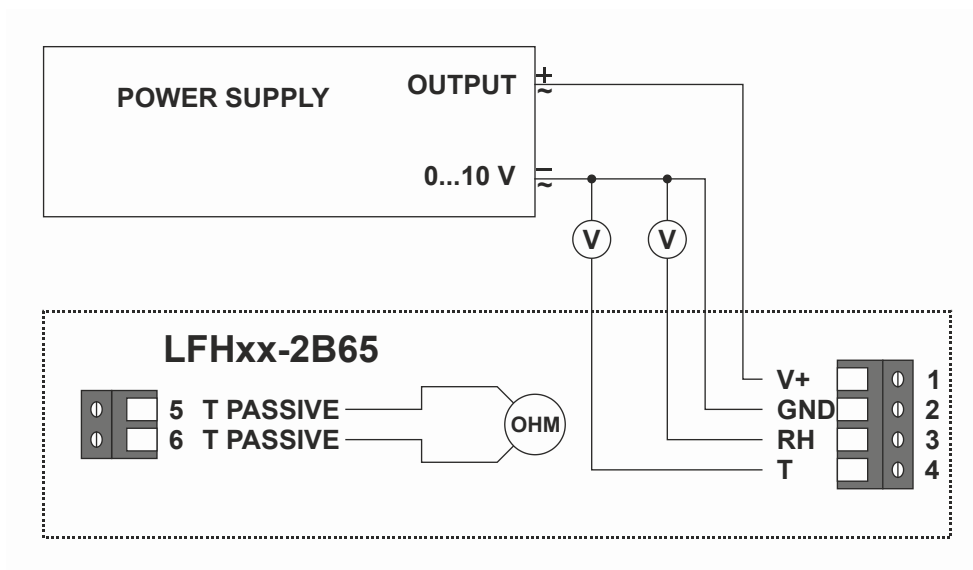 POWER SUPPLY
OUTPUT + ~
0...10 V − ~
V V
LFHxx-2B65
5 T PASSIVE
6 T PASSIVE
OHM
V+ 1
GND 2
RH 3
T 4